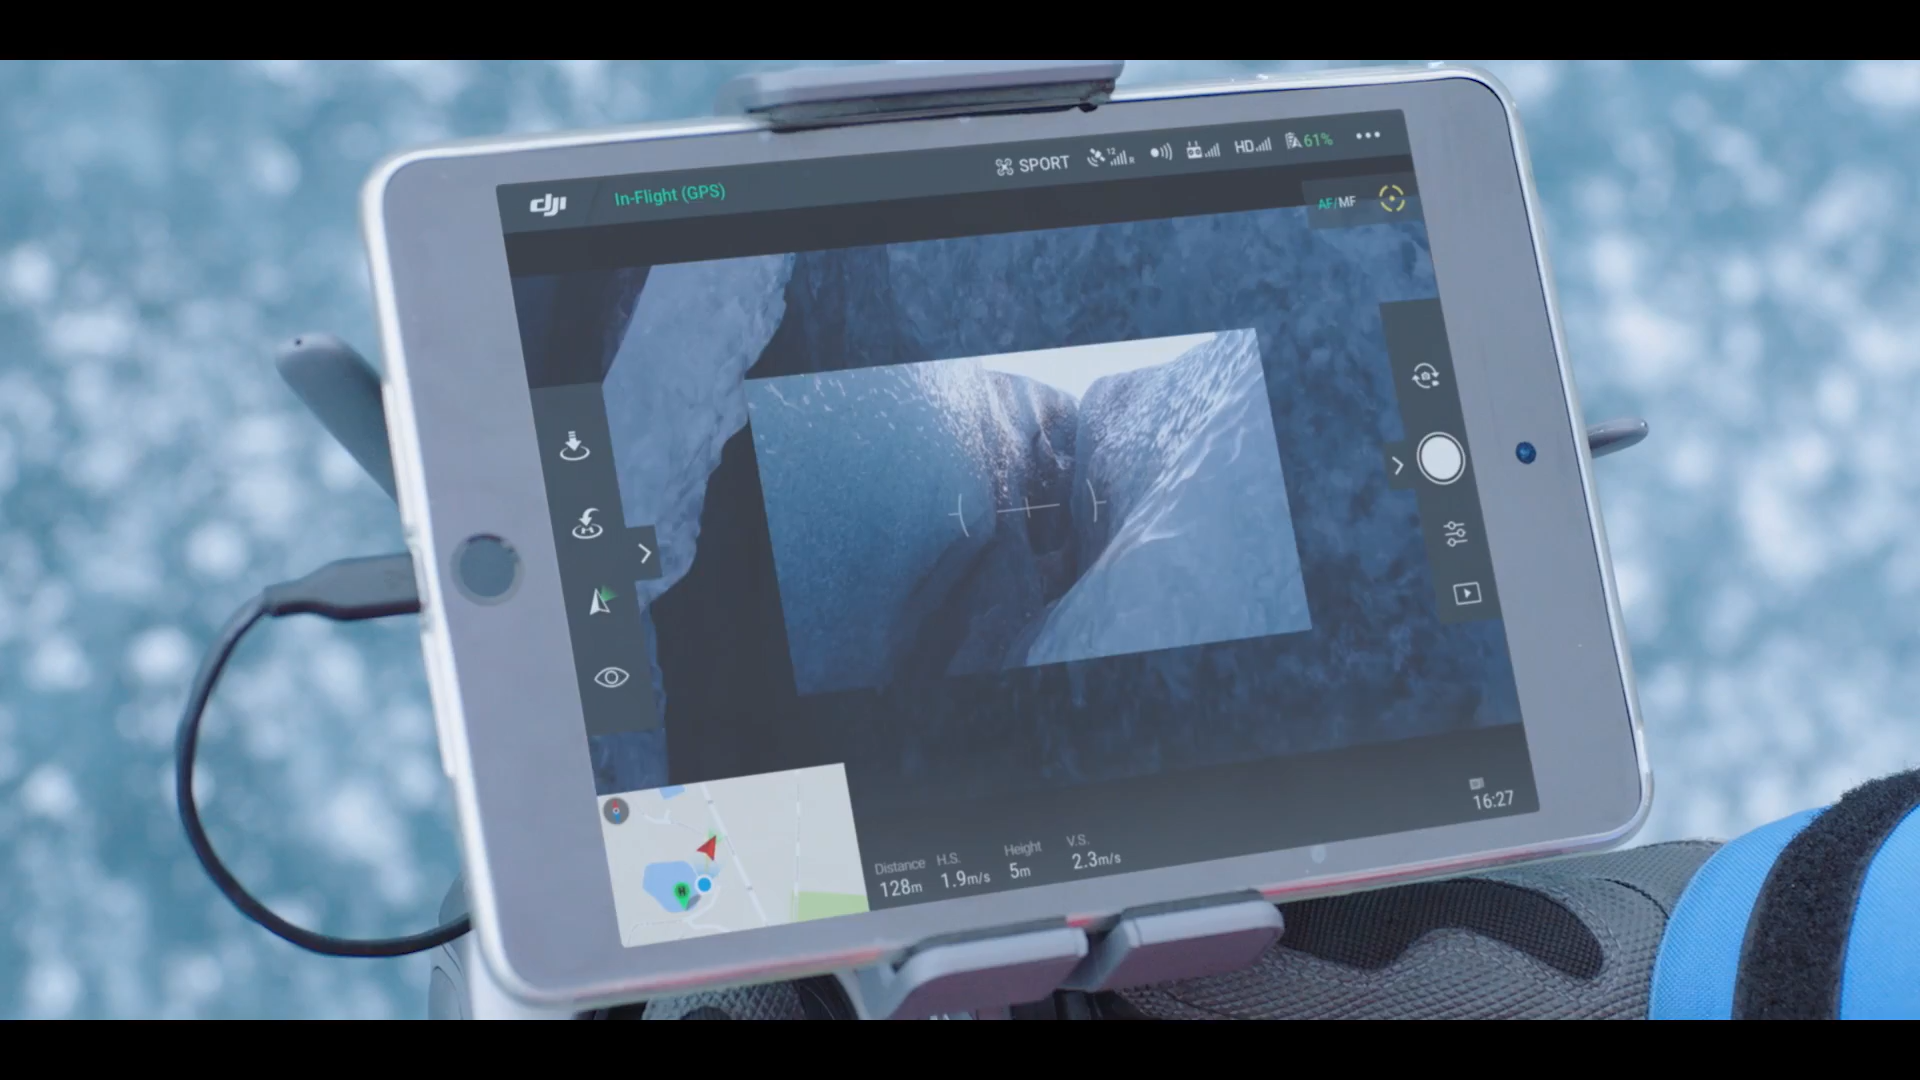 dji In-Flight (GPS) SPORT 12 R HD 61%
AF/MF
H
Distance H.S. Height V.S.
128m 1.9m/s 5m 2.3m/s
16:27